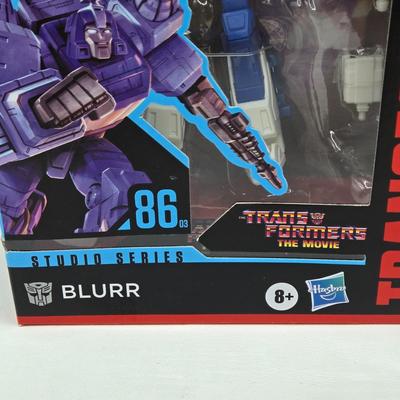 86
03
TRANSFORMERS
THE MOVIE
STUDIO SERIES
BLURR
8+
Hasbro